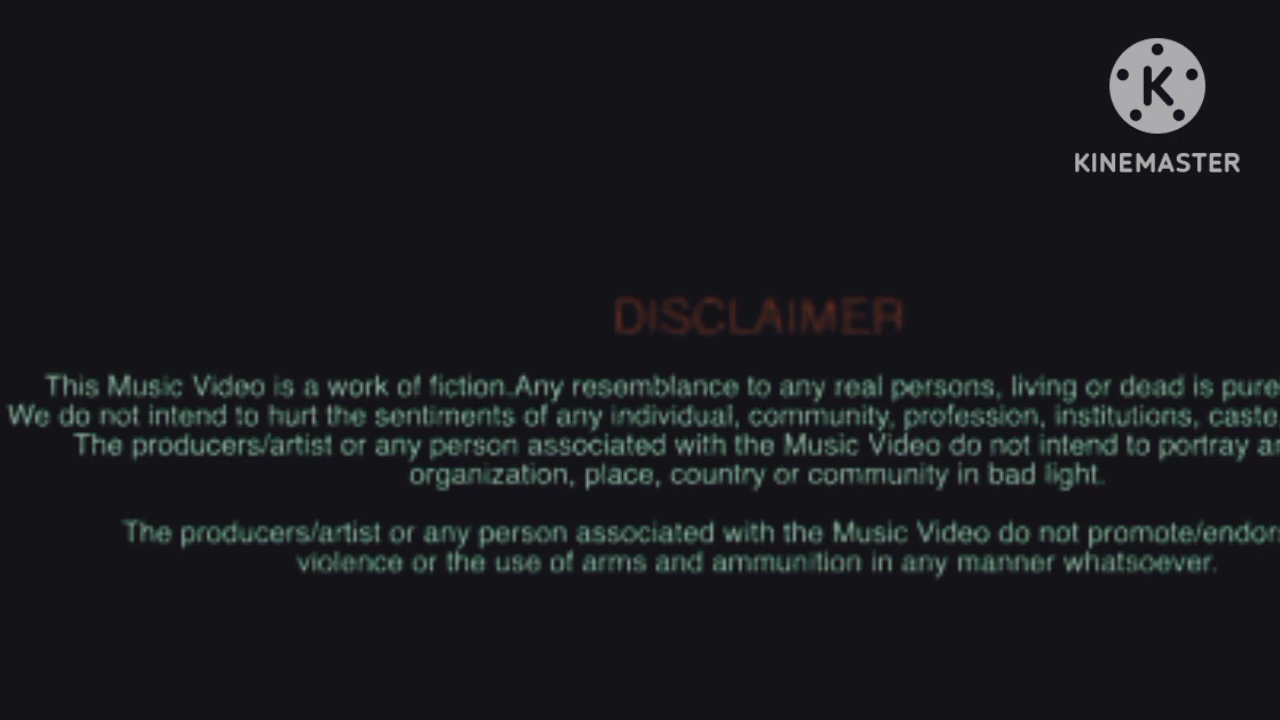 K
KINEMASTER
DISCLAIMER
This Music Video is a work of fiction.Any resemblance to any real persons, living or dead is pure
We do not intend to hurt the sentiments of any individual, community, profession, institutions, caste
The producers/artist or any person associated with the Music Video do not intend to portray
organization, place, country or community in bad light.
The producers/artist or any person associated with the Music Video do not promote/endor
violence or the use of arms and ammunition in any manner whatsoever.